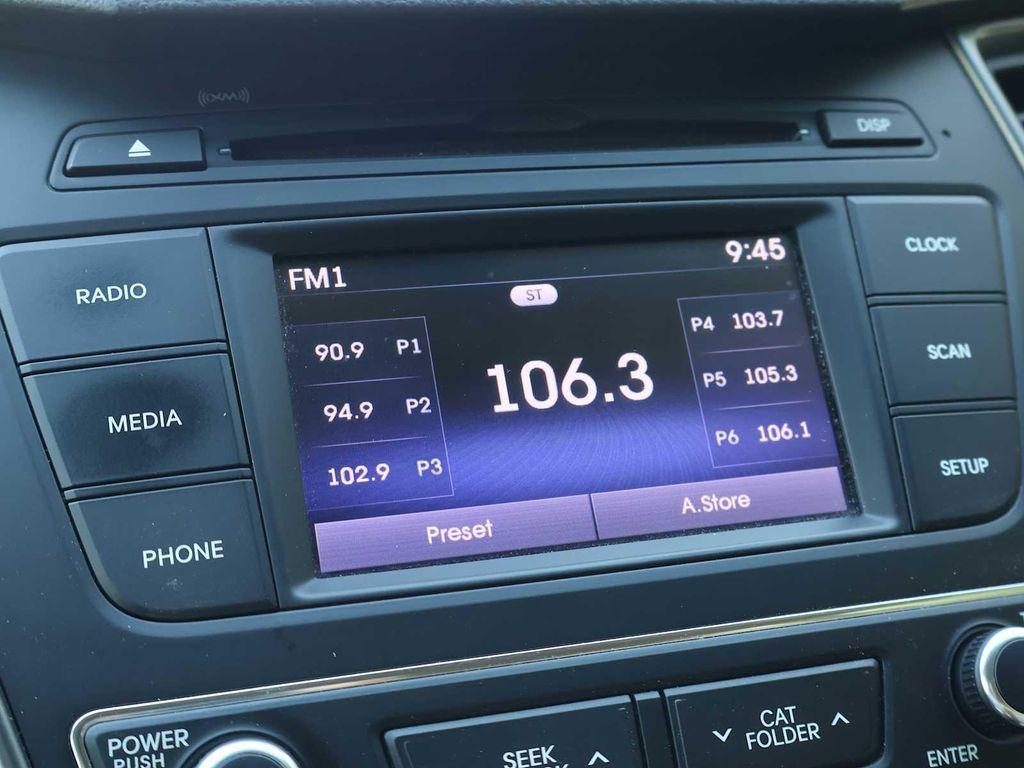 XM
DISP
RADIO
MEDIA
PHONE
FM1
9:45
ST
90.9 P1
94.9 P2
102.9 P3
106.3
P4 103.7
P5 105.3
P6 106.1
Preset
A.Store
CLOCK
SCAN
SETUP
POWER
PUSH
SEEK
CAT
FOLDER
ENTER